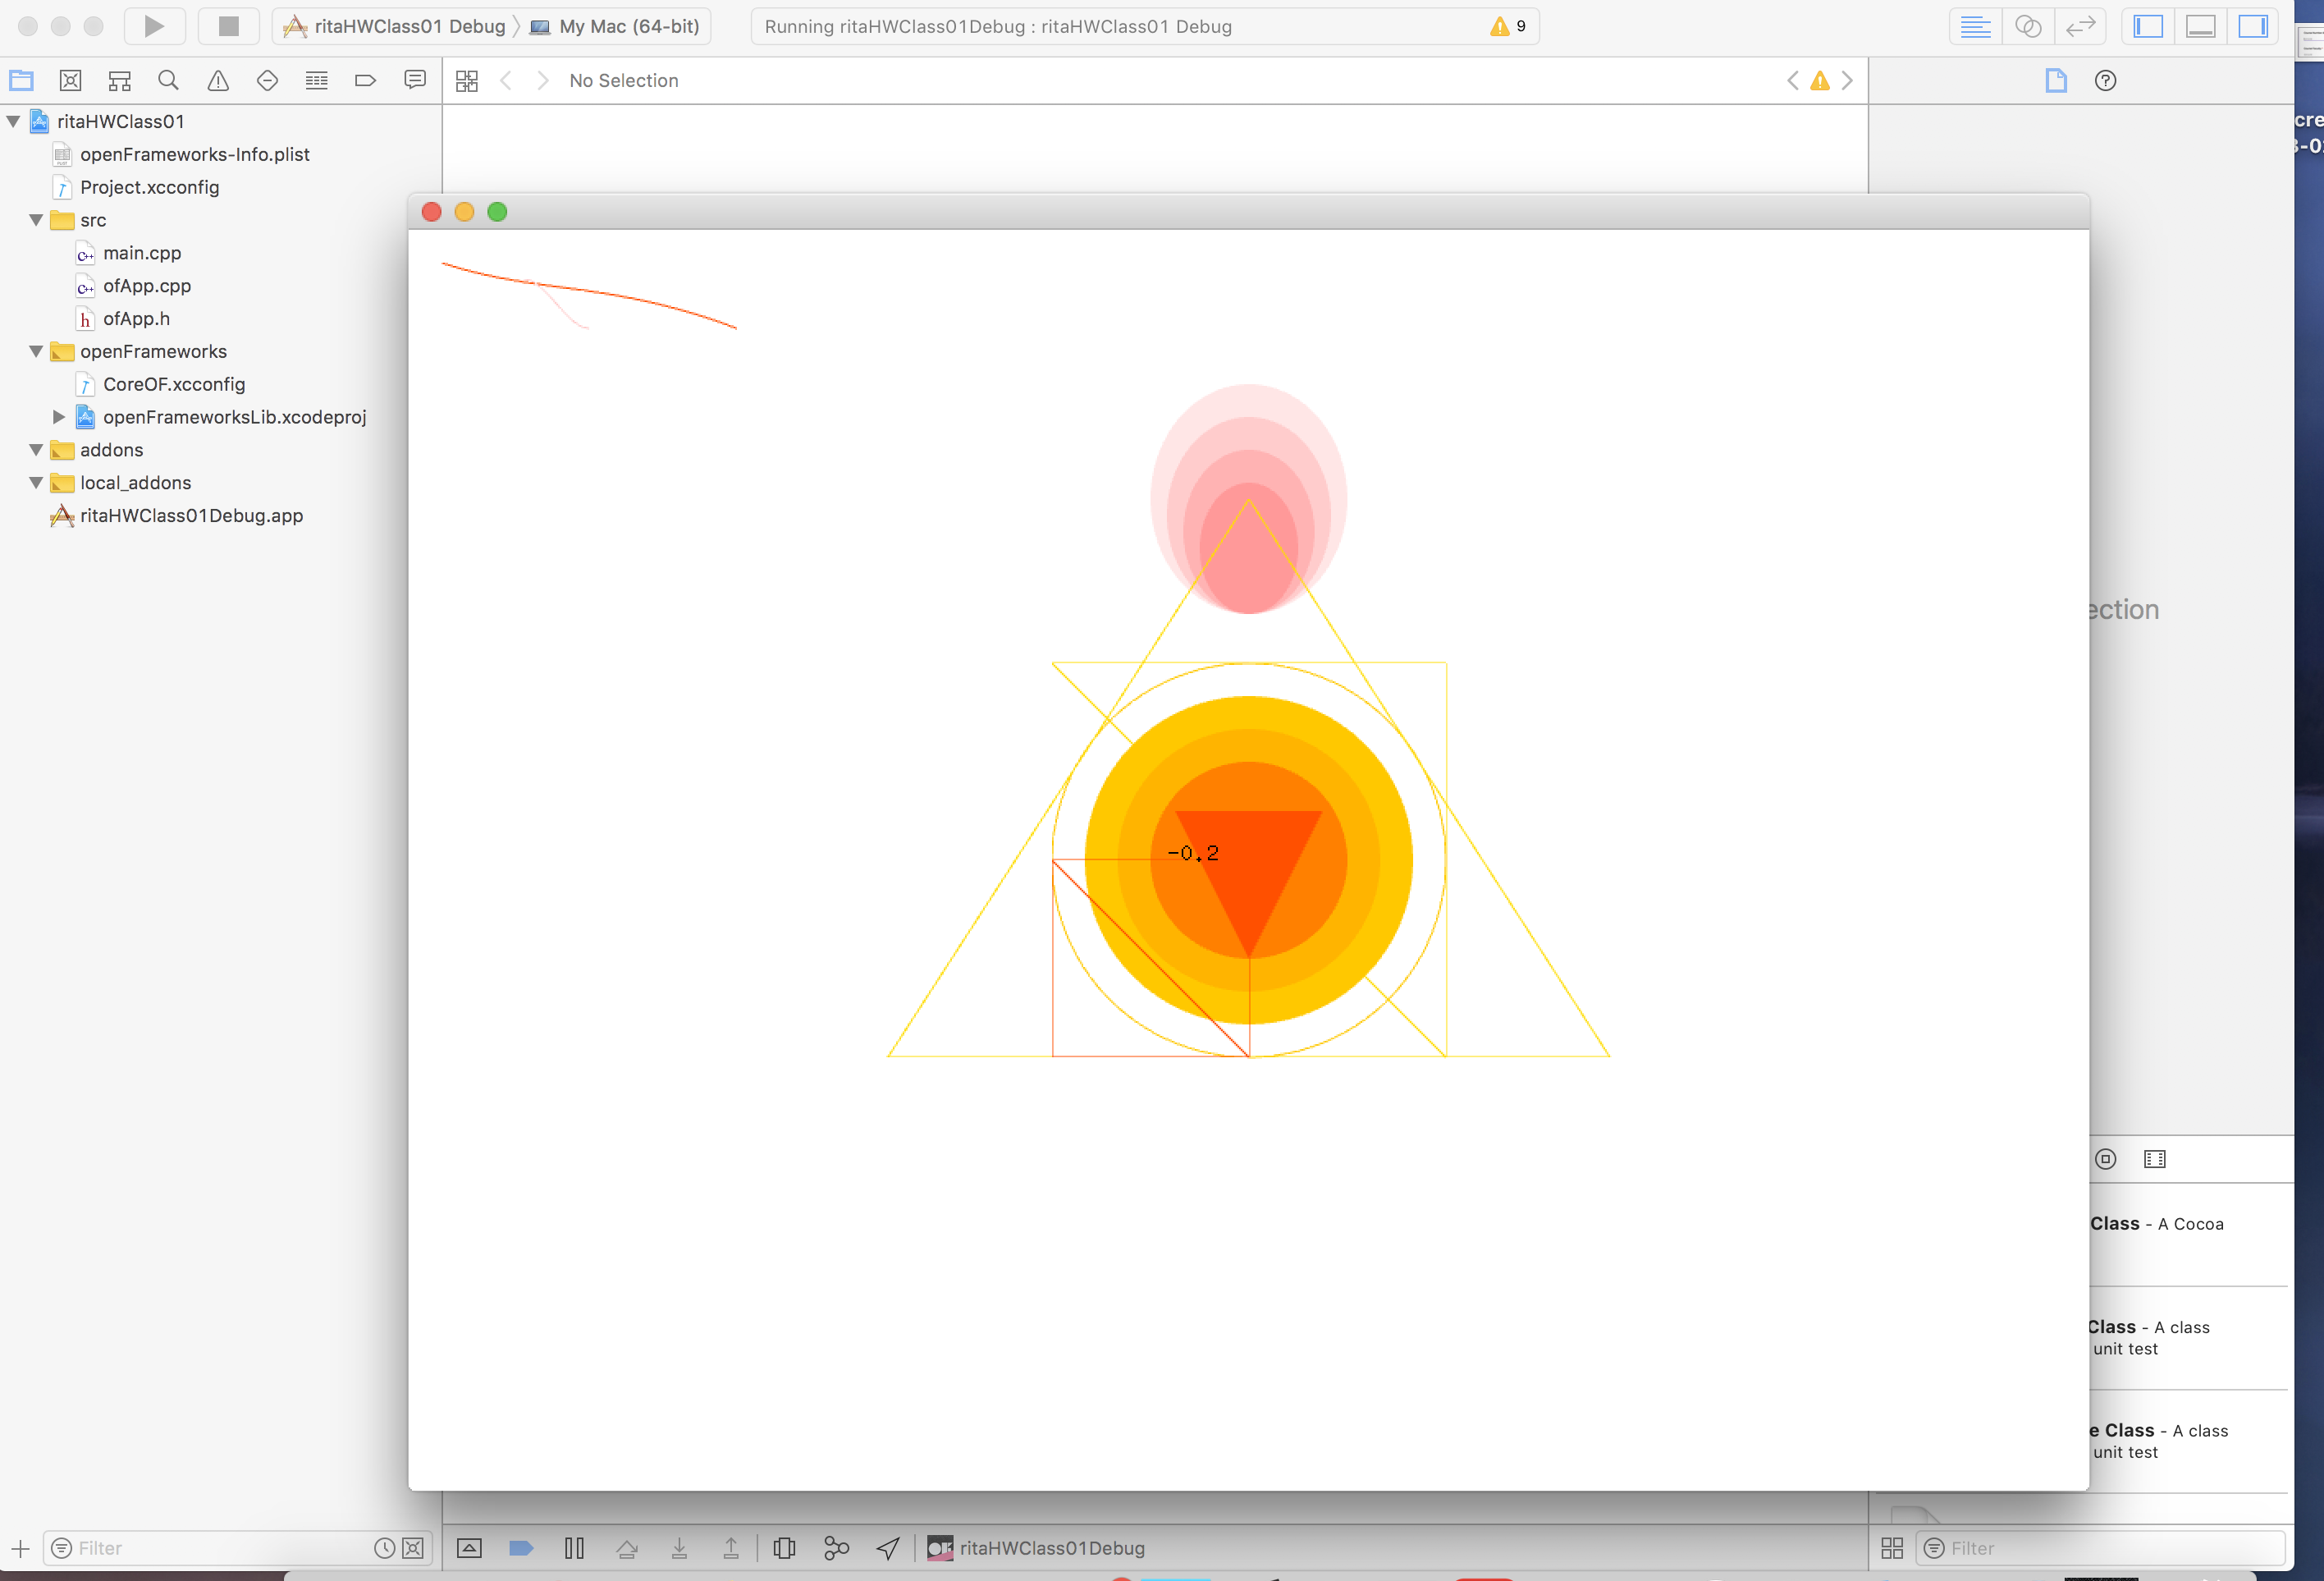 ritaHWClass01 Debug
My Mac (64-bit)
Running ritaHWClass01Debug : ritaHWClass01 Debug
9
No Selection
ritaHWClass01
openFrameworks-Info.plist
Project.xcconfig
src
main.cpp
ofApp.cpp
ofApp.h
openFrameworks
CoreOF.xcconfig
openFrameworksLib.xcodeproj
addons
local_addons
ritaHWClass01Debug.app
-0.2
ection
Class - A Cocoa
Class - A class
unit test
e Class - A class
unit test
Filter
ritaHWClass01Debug
Filter